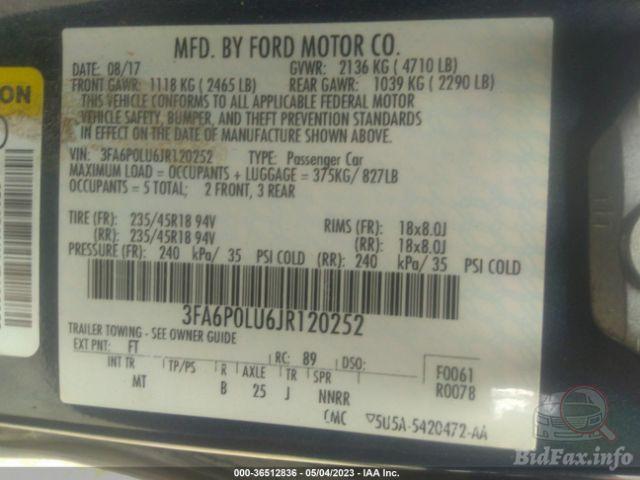 MFD. BY FORD MOTOR CO.
DATE: 08/17 GVWR: 2136 KG ( 4710 LB)
FRONT GAWR: 1118 KG ( 2465 LB) REAR GAWR: 1039 KG ( 2290 LB)
THIS VEHICLE CONFORMS TO ALL APPLICABLE FEDERAL MOTOR
VEHICLE SAFETY, BUMPER, AND THEFT PREVENTION STANDARDS
IN EFFECT ON THE DATE OF MANUFACTURE SHOWN ABOVE.
VIN: 3FA6P0LU6JR120252 TYPE: Passenger Car
MAXIMUM LOAD = OCCUPANTS + LUGGAGE = 375KG/ 827LB
OCCUPANTS = 5 TOTAL; 2 FRONT, 3 REAR
TIRE (FR): 235/45R18 94V RIMS (FR): 18x8.0J
(RR): 235/45R18 94V (RR): 18x8.0J
PRESSURE (FR): 240 kPa/ 35 PSI COLD (RR): 240 kPa/ 35 PSI COLD
3FA6P0LU6JR120252
TRAILER TOWING - SEE OWNER GUIDE
EXT PNT: FT RC: 89 DSO: F0061
INT TR TP/PS R AXLE TR SPR R0078
MT B 25 J NNRR
CMC ▽5U5A-5420472-AA
ON
000-36512836 - 05/04/2023 - IAA Inc.
BidFax.info